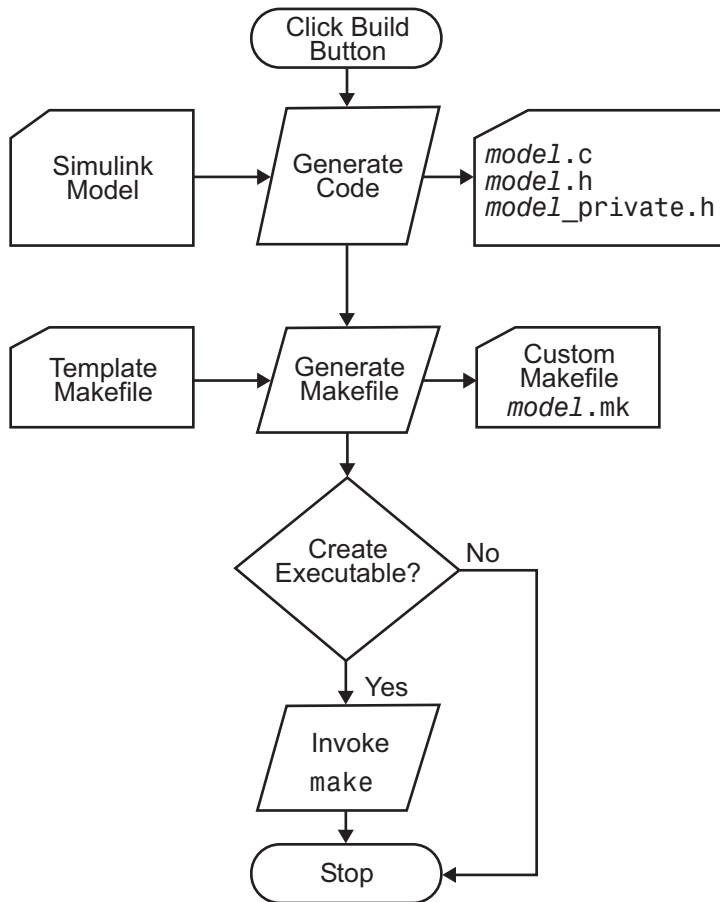 Click Build
Button
Simulink
Model
Generate
Code
model.c
model.h
model_private.h
Template
Makefile
Generate
Makefile
Custom
Makefile
model.mk
Create
Executable?
No
Yes
Invoke
make
Stop